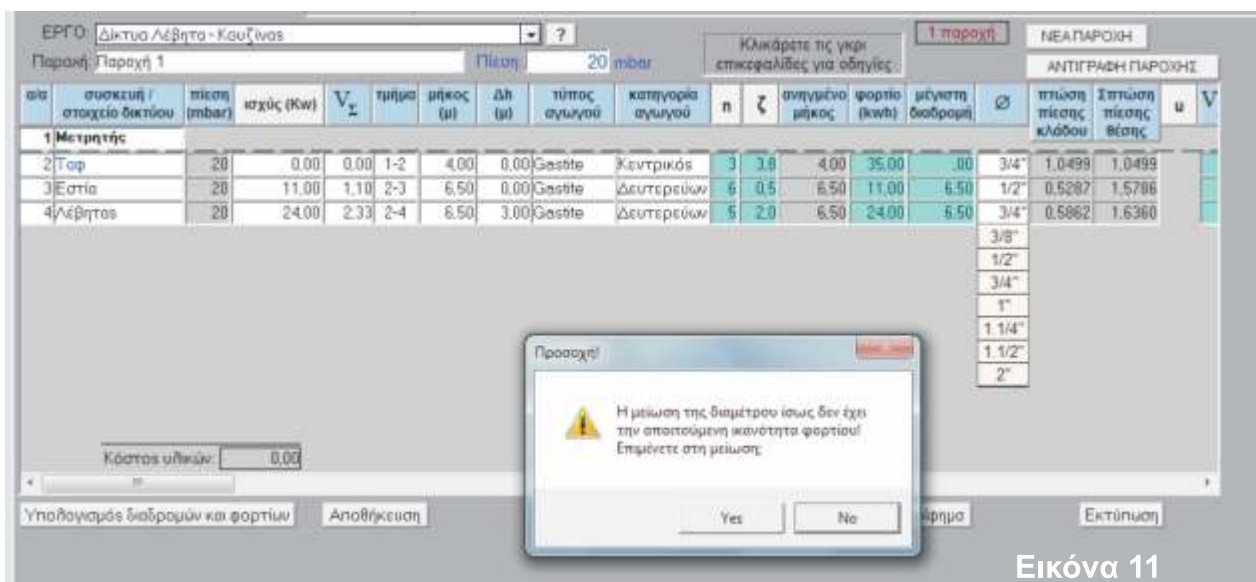 ΕΡΓΟ: Δίκτυο Λέβητα - Κουζίνας ?
1 παροχή
ΝΕΑ ΠΑΡΟΧΗ
Παροχή: Παροχή 1 Πίεση: 20 mbar
Κλικάρετε τις γκρι επικεφαλίδες για οδηγίες
ΑΝΤΙΓΡΑΦΗ ΠΑΡΟΧΗΣ
α/α συσκευή / στοιχείο δικτύου πίεση (mbar) ισχύς (Kw) VΣ τμήμα μήκος (μ) Δh (μ) τύπος αγωγού κατηγορία αγωγού n ζ ανηγμένο μήκος φορτίο (kwh) μέγιστη διαδρομή Ø πτώση πίεσης κλάδου Σπτώση πίεσης θέσης u V
1 Μετρητής
2 Ταφ 20 0,00 0,00 1-2 4,00 0,00 Gastite Κεντρικός 3 3.8 4,00 35,00 ,00 3/4" 1,0499 1,0499
3 Εστία 20 11,00 1,10 2-3 6,50 0,00 Gastite Δευτερεύων 6 0.5 6,50 11,00 6,50 1/2" 0,5287 1,5786
4 Λέβητας 20 24,00 2,33 2-4 6,50 3,00 Gastite Δευτερεύων 5 2.0 6,50 24,00 6,50 3/4" 0,5862 1,6360
3/8"
1/2"
3/4"
1"
1 1/4"
1 1/2"
2"
Προσοχή!
Η μείωση της διαμέτρου ίσως δεν έχει
την απαιτούμενη ικανότητα φορτίου!
Επιμένετε στη μείωση;
Yes No
Κόστος υλικών: 0,00
Υπολογισμός διαδρομών και φορτίων Αποθήκευση Εκτύπωση
Εικόνα 11